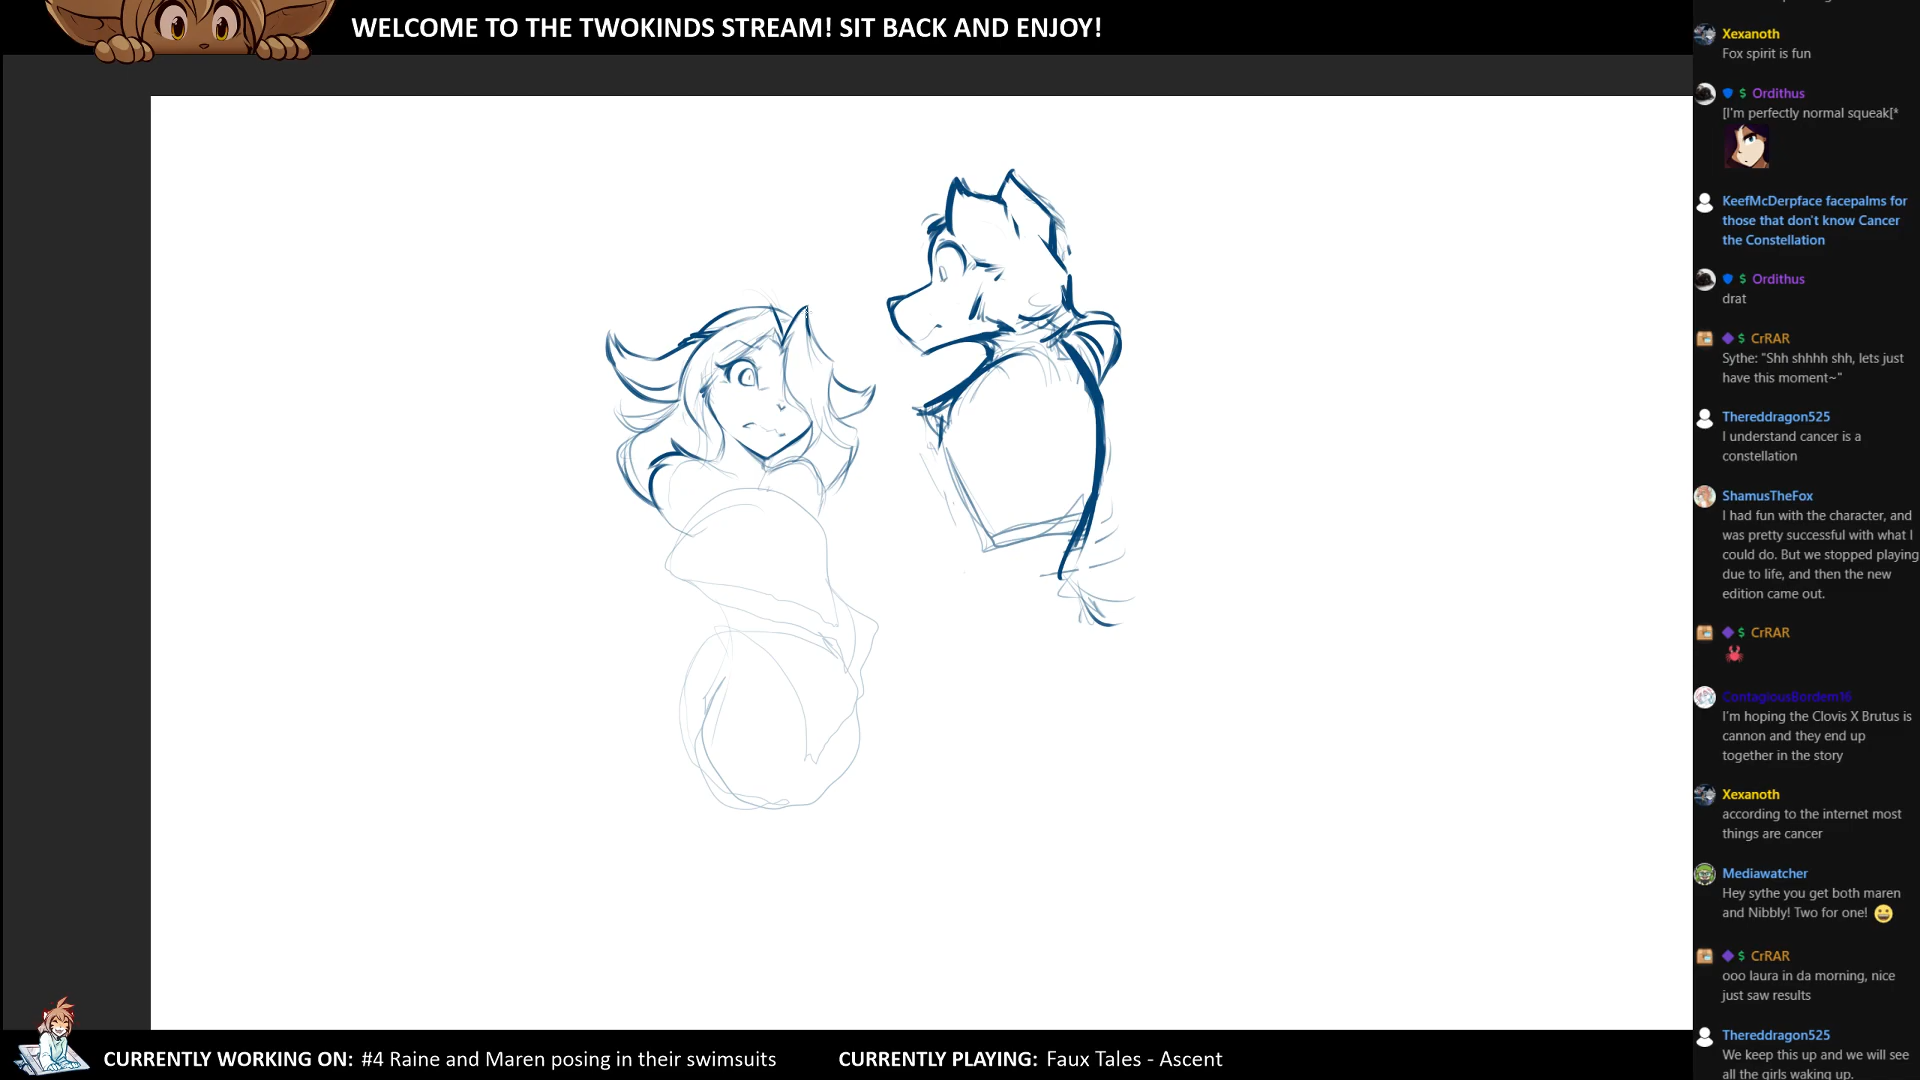 WELCOME TO THE TWOKINDS STREAM! SIT BACK AND ENJOY!
Xexanoth
Fox spirit is fun
$ Ordithus
[I'm perfectly normal squeak[*
KeefMcDerpface facepalms for
those that don't know Cancer
the Constellation
$ Ordithus
drat
$ CrRAR
Sythe: "Shh shhhh shh, lets just
have this moment~"
Thereddragon525
I understand cancer is a
constellation
ShamusTheFox
I had fun with the character, and
was pretty successful with what I
could do. But we stopped playing
due to life, and then the new
edition came out.
$ CrRAR
ContagiousBordem16
I'm hoping the Clovis X Brutus is
cannon and they end up
together in the story
Xexanoth
according to the internet most
things are cancer
Mediawatcher
Hey sythe you get both maren
and Nibbly! Two for one!
$ CrRAR
ooo laura in da morning, nice
just saw results
Thereddragon525
We keep this up and we will see
all the girls waking up.
CURRENTLY WORKING ON: #4 Raine and Maren posing in their swimsuits
CURRENTLY PLAYING: Faux Tales - Ascent